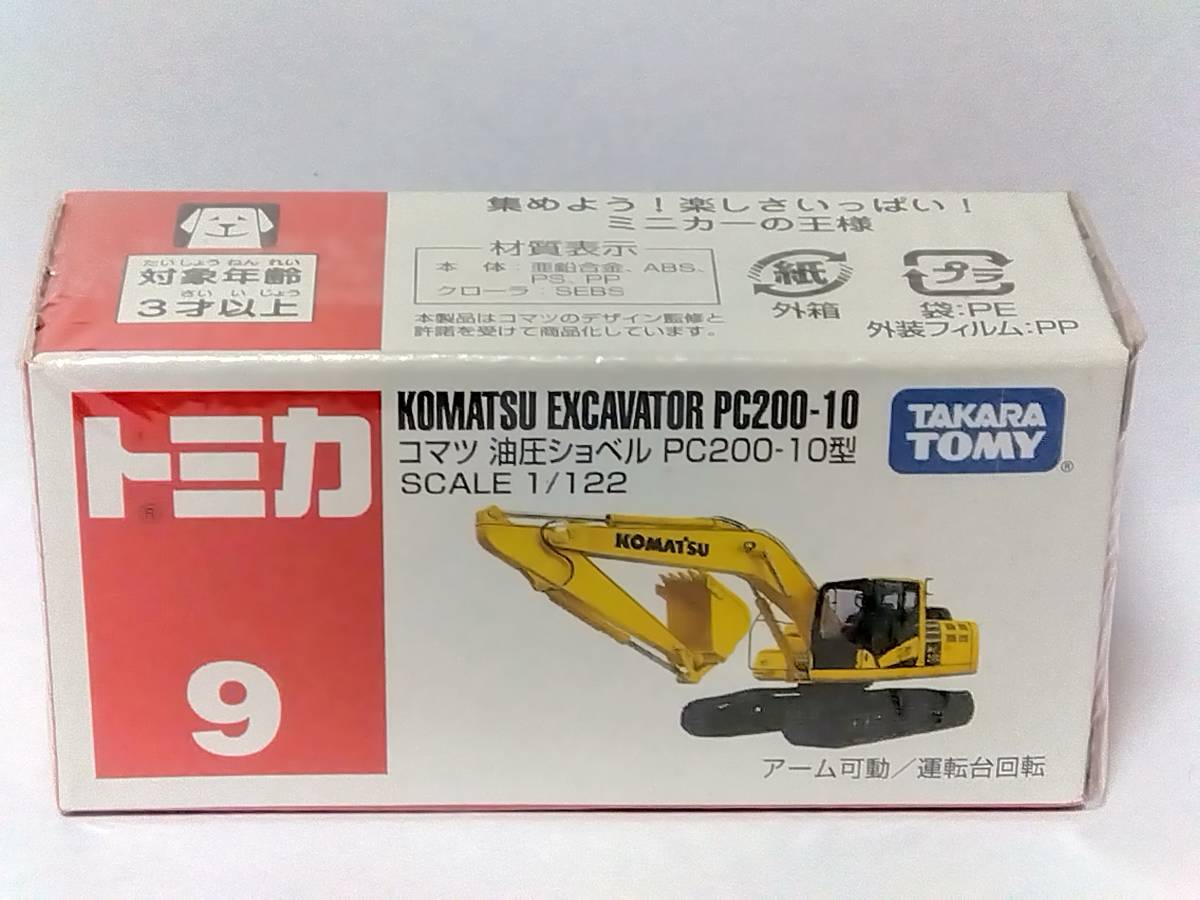 集めよう!楽しさいっぱい!
ミニカーの王様
たいしょうねんれい
対象年齢
さいいじょう
3才以上
材質表示
本体:亜鉛合金、ABS、
PS、PP
クローラ:SEBS
本製品はコマツのデザイン監修と
許諾を受けて商品化しています。
紙
外箱
プラ
袋:PE
外装フィルム:PP
トミカ
®
9
KOMATSU EXCAVATOR PC200-10
コマツ 油圧ショベル PC200-10型
SCALE 1/122
TAKARA
TOMY
®
KOMATSU
アーム可動/運転台回転